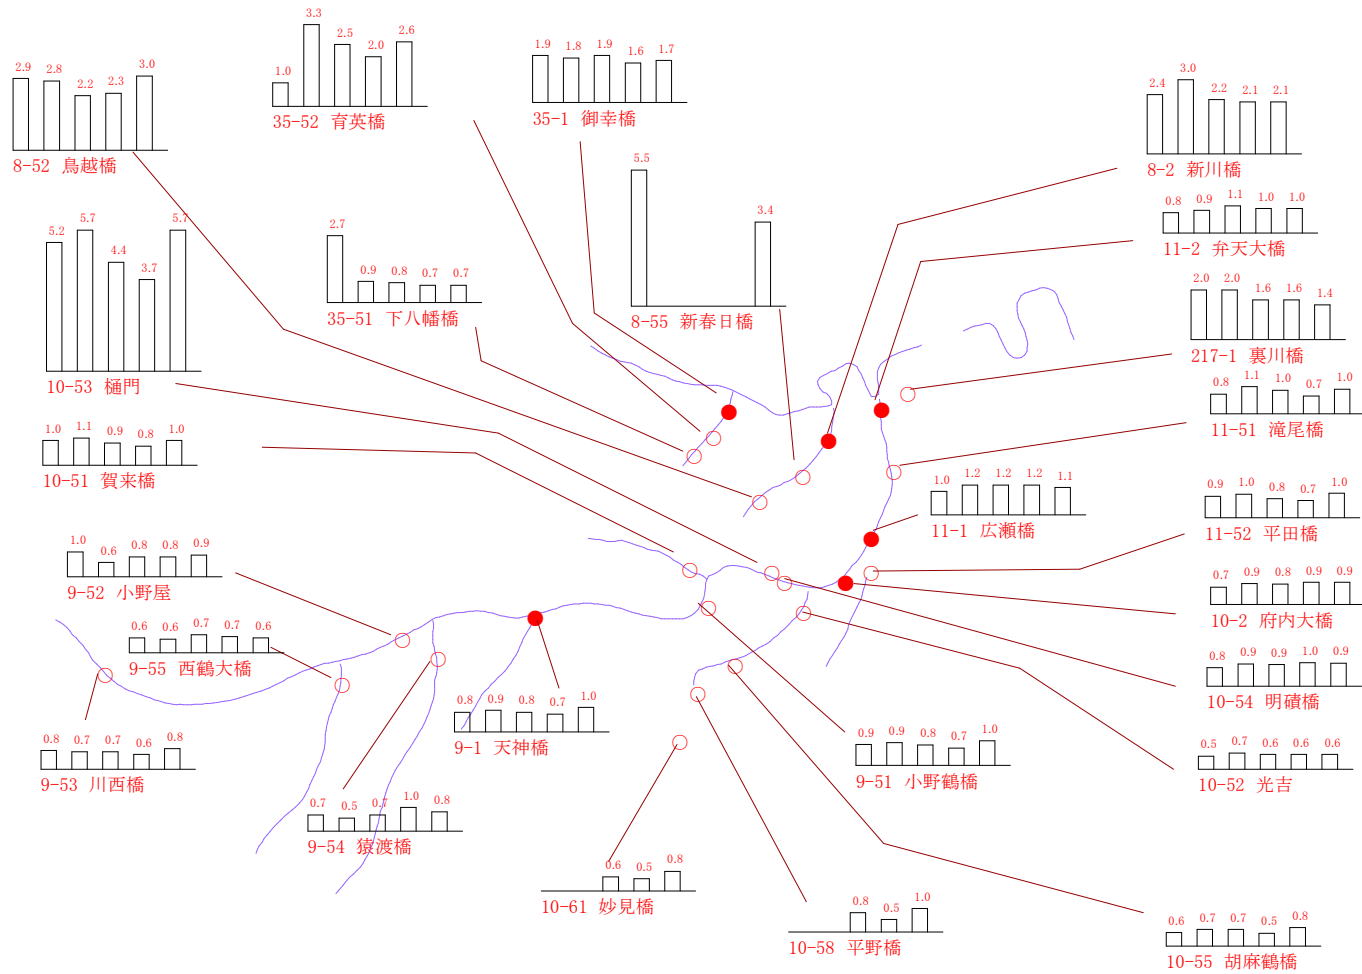 2.9 2.8 2.2 2.3 3.0
8-52 鳥越橋
1.0 3.3 2.5 2.0 2.6
35-52 育英橋
1.9 1.8 1.9 1.6 1.7
35-1 御幸橋
2.4 3.0 2.2 2.1 2.1
8-2 新川橋
0.8 0.9 1.1 1.0 1.0
11-2 弁天大橋
5.2 5.7 4.4 3.7 5.7
10-53 樋門
2.7 0.9 0.8 0.7 0.7
35-51 下八幡橋
5.5 3.4
8-55 新春日橋
2.0 2.0 1.6 1.6 1.4
217-1 裏川橋
0.8 1.1 1.0 0.7 1.0
11-51 滝尾橋
1.0 1.1 0.9 0.8 1.0
10-51 賀来橋
1.0 1.2 1.2 1.2 1.1
11-1 広瀬橋
0.9 1.0 0.8 0.7 1.0
11-52 平田橋
1.0 0.6 0.8 0.8 0.9
9-52 小野屋
0.7 0.9 0.8 0.9 0.9
10-2 府内大橋
0.6 0.6 0.7 0.7 0.6
9-55 西鶴大橋
0.8 0.9 0.9 1.0 0.9
10-54 明磧橋
0.8 0.7 0.7 0.6 0.8
9-53 川西橋
0.8 0.9 0.8 0.7 1.0
9-1 天神橋
0.9 0.9 0.8 0.7 1.0
9-51 小野鶴橋
0.5 0.7 0.6 0.6 0.6
10-52 光吉
0.7 0.5 0.7 1.0 0.8
9-54 猿渡橋
0.6 0.5 0.8
10-61 妙見橋
0.8 0.5 1.0
10-58 平野橋
0.6 0.7 0.7 0.5 0.8
10-55 胡麻鶴橋